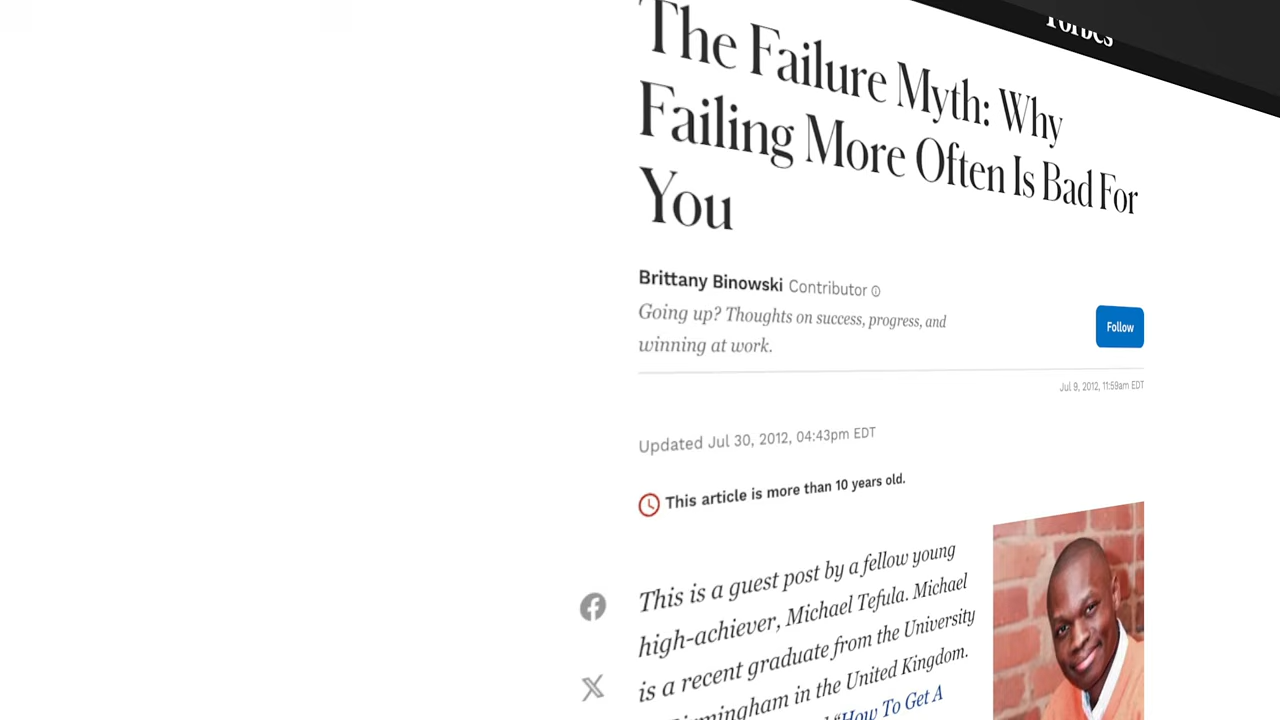 Forbes
The Failure Myth: Why
Failing More Often Is Bad For
You
Brittany Binowski Contributor
Going up? Thoughts on success, progress, and
winning at work.
Follow
Jul 9, 2012, 11:59am EDT
Updated Jul 30, 2012, 04:43pm EDT
This article is more than 10 years old.
This is a guest post by a fellow young
high-achiever, Michael Tefula. Michael
is a recent graduate from the University
Birmingham in the United Kingdom.
"How To Get A